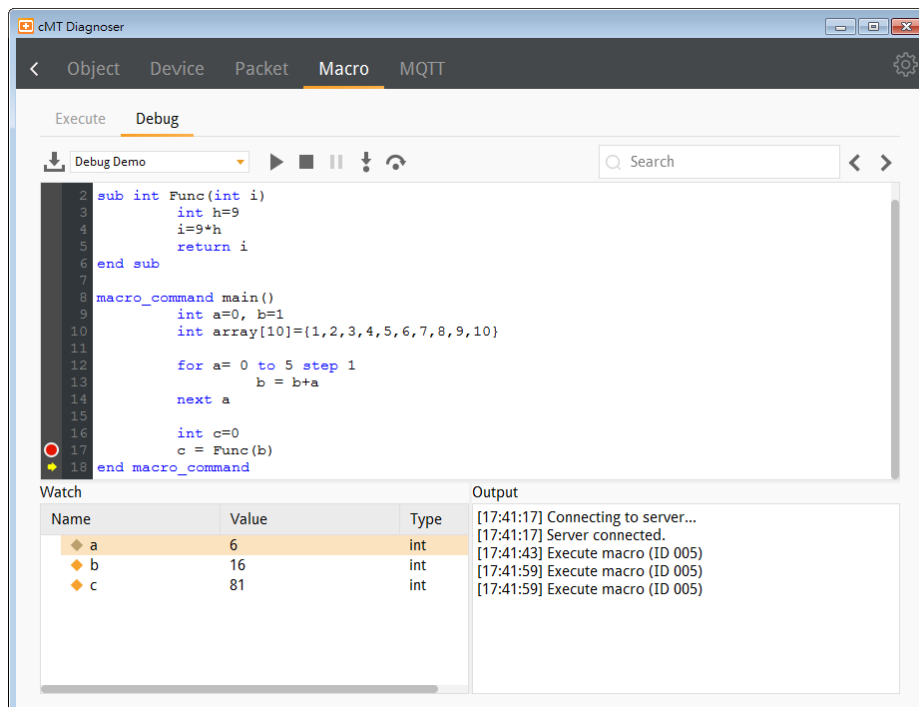 cMT Diagnoser
Object Device Packet Macro MQTT
Execute Debug
Debug Demo Search
2 sub int Func(int i)
3 int h=9
4 i=9*h
5 return i
6 end sub
7
8 macro_command main()
9 int a=0, b=1
10 int array[10]={1,2,3,4,5,6,7,8,9,10}
11
12 for a= 0 to 5 step 1
13 b = b+a
14 next a
15
16 int c=0
17 c = Func(b)
18 end macro_command
Watch
Name Value Type
a 6 int
b 16 int
c 81 int
Output
[17:41:17] Connecting to server...
[17:41:17] Server connected.
[17:41:43] Execute macro (ID 005)
[17:41:59] Execute macro (ID 005)
[17:41:59] Execute macro (ID 005)